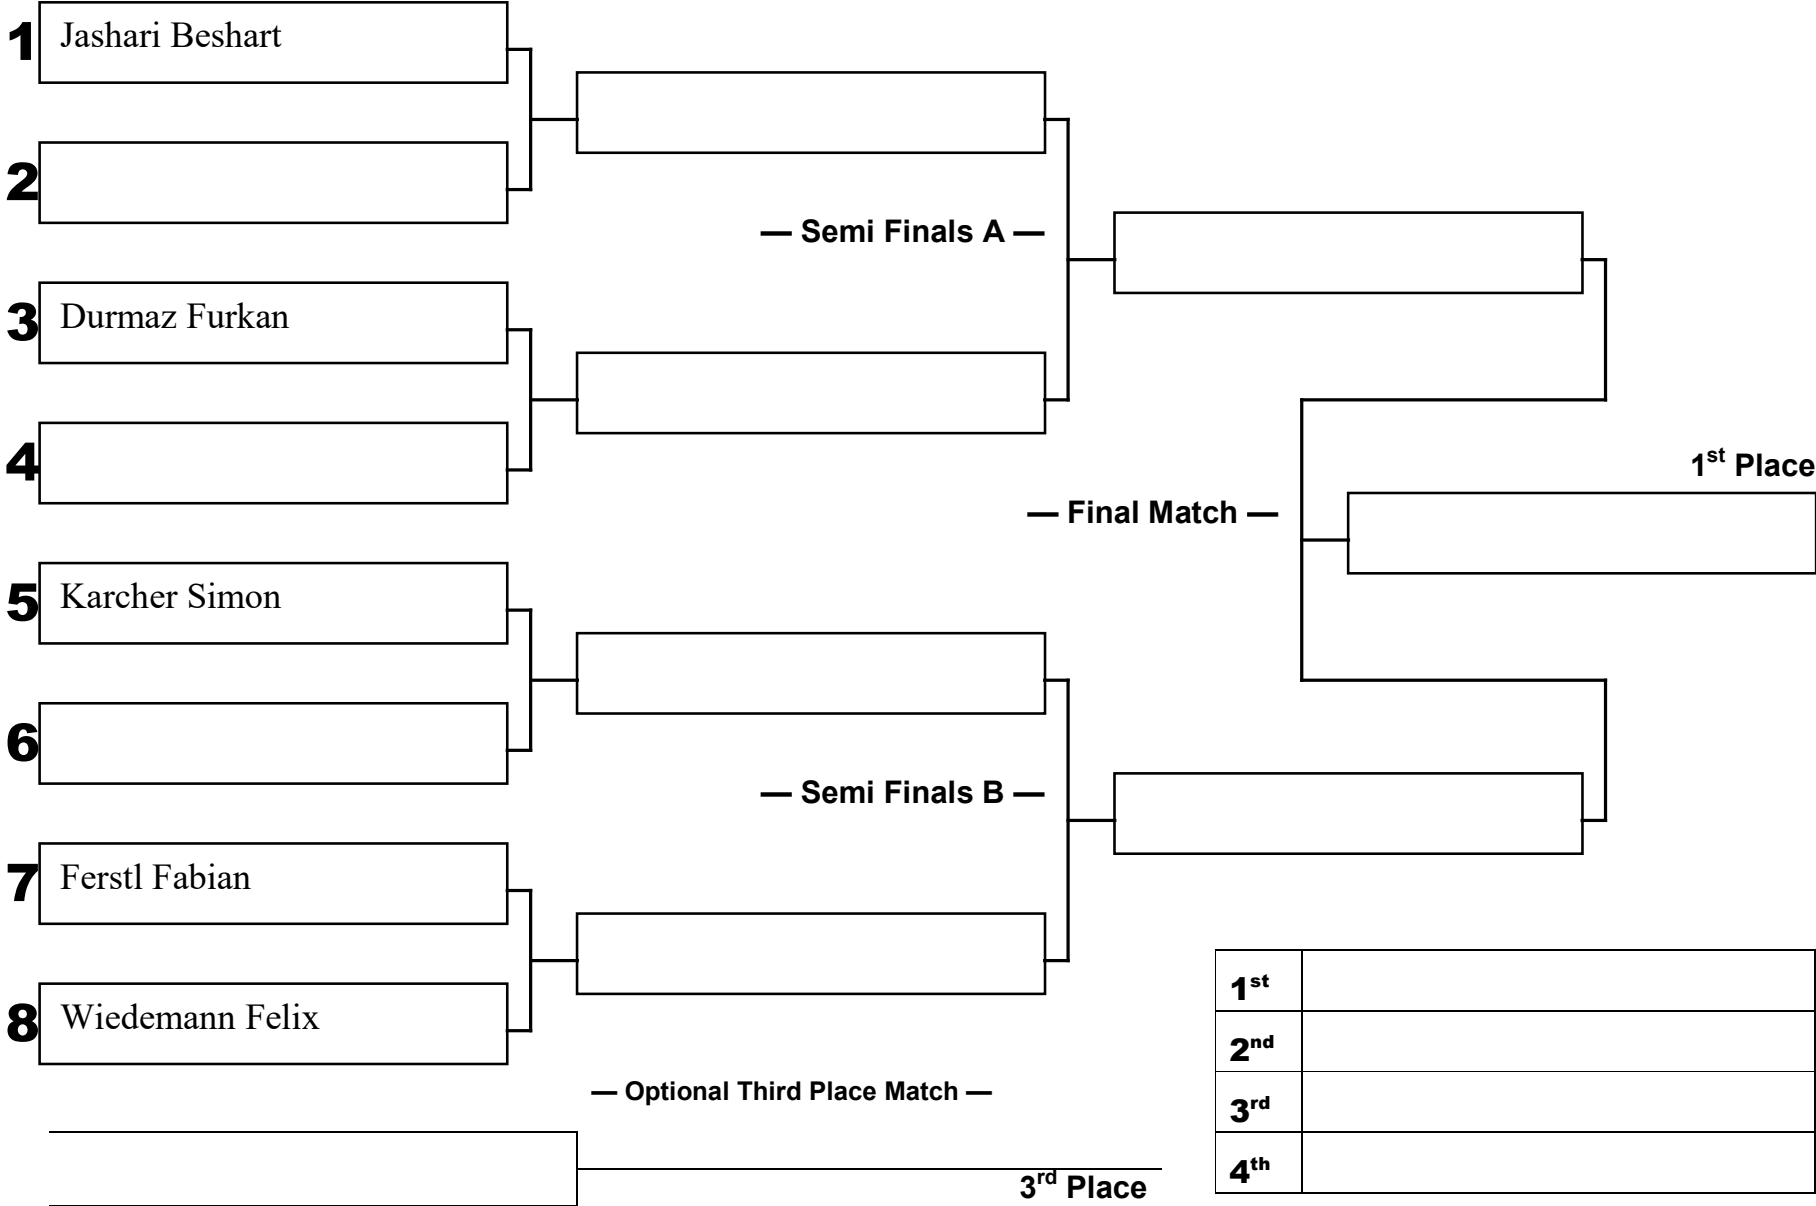 1 Jashari Beshart
2
— Semi Finals A —
3 Durmaz Furkan
4
1st Place
— Final Match —
5 Karcher Simon
6
— Semi Finals B —
7 Ferstl Fabian
8 Wiedemann Felix
— Optional Third Place Match —
3rd Place
1st
2nd
3rd
4th